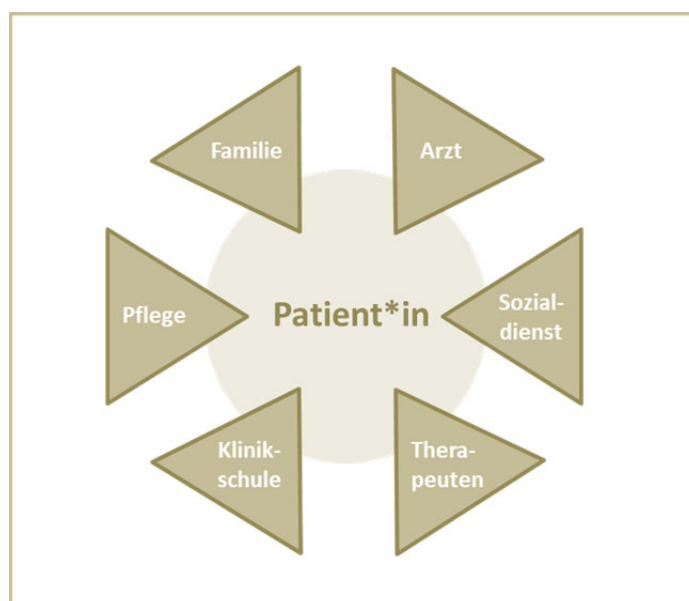 Familie
Arzt
Pflege
Patient*in
Sozial-
dienst
Klinik-
schule
Thera-
peuten